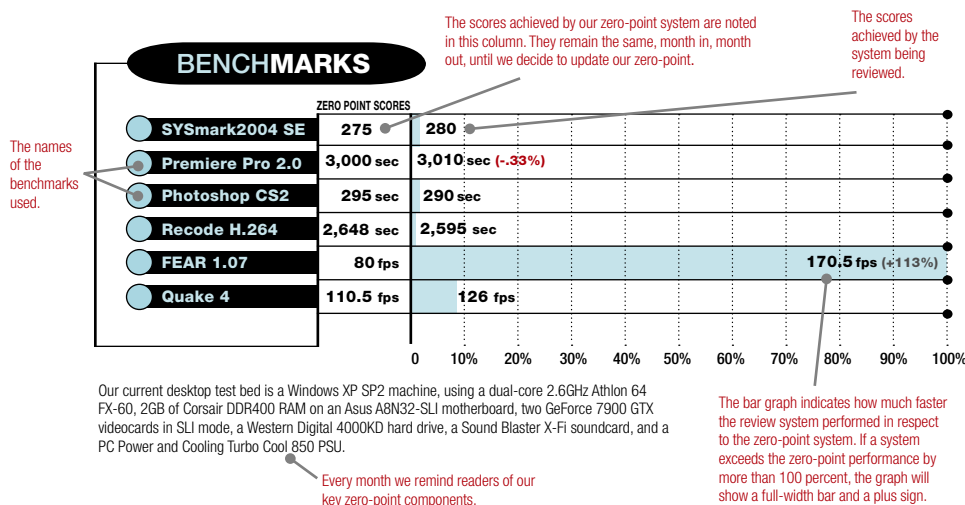 The scores achieved by our zero-point system are noted
in this column. They remain the same, month in, month
out, until we decide to update our zero-point.
The scores
achieved by the
system being
reviewed.
BENCHMARKS
ZERO POINT SCORES
The names
of the
benchmarks
used.
SYSmark2004 SE 275 280
Premiere Pro 2.0 3,000 sec 3,010 sec (-.33%)
Photoshop CS2 295 sec 290 sec
Recode H.264 2,648 sec 2,595 sec
FEAR 1.07 80 fps 170.5 fps (+113%)
Quake 4 110.5 fps 126 fps
0 10% 20% 30% 40% 50% 60% 70% 80% 90% 100%
Our current desktop test bed is a Windows XP SP2 machine, using a dual-core 2.6GHz Athlon 64
FX-60, 2GB of Corsair DDR400 RAM on an Asus A8N32-SLI motherboard, two GeForce 7900 GTX
videocards in SLI mode, a Western Digital 4000KD hard drive, a Sound Blaster X-Fi soundcard, and a
PC Power and Cooling Turbo Cool 850 PSU.
Every month we remind readers of our
key zero-point components.
The bar graph indicates how much faster
the review system performed in respect
to the zero-point system. If a system
exceeds the zero-point performance by
more than 100 percent, the graph will
show a full-width bar and a plus sign.